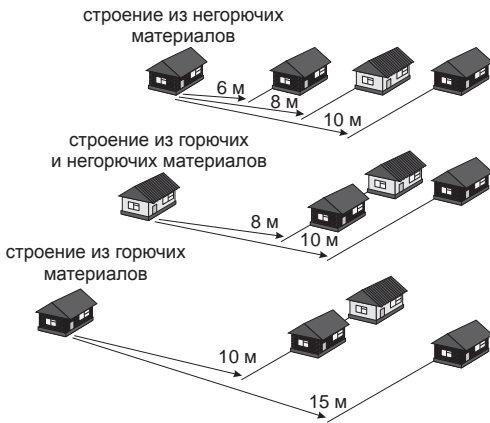 строение из негорючих
материалов
6 м
8 м
10 м
строение из горючих
и негорючих материалов
8 м
10 м
строение из горючих
материалов
10 м
15 м